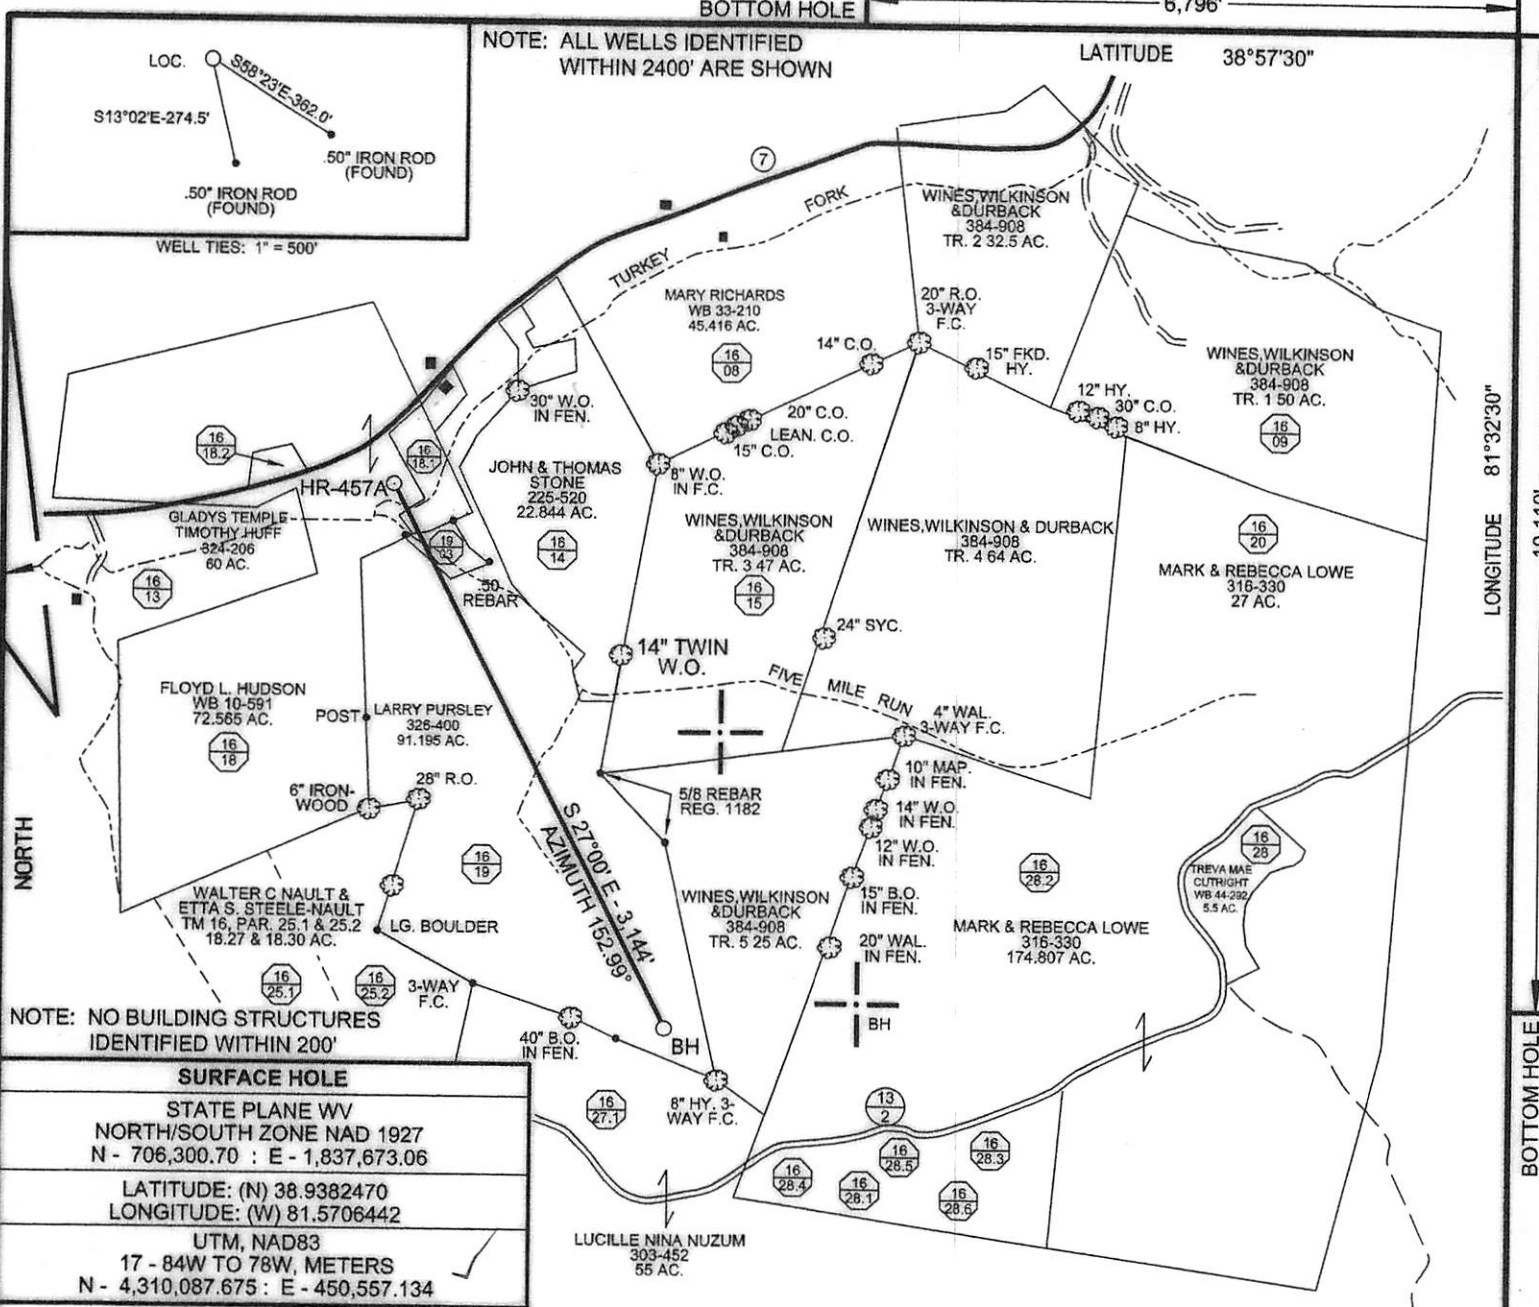 BOTTOM HOLE
6,796'
LOC.
S58°23'E-362.0'
S13°02'E-274.5'
.50" IRON ROD
(FOUND)
.50" IRON ROD
(FOUND)
WELL TIES: 1" = 500'
NOTE: ALL WELLS IDENTIFIED
WITHIN 2400' ARE SHOWN
LATITUDE 38°57'30"
7
FORK
TURKEY
WINES,WILKINSON
&DURBACK
384-908
TR. 2 32.5 AC.
MARY RICHARDS
WB 33-210
45.416 AC.
16
08
20" R.O.
3-WAY
F.C.
14" C.O.
15" FKD.
HY.
WINES,WILKINSON
&DURBACK
384-908
TR. 1 50 AC.
16
09
12" HY.
30" C.O.
8" HY.
30" W.O.
IN FEN.
20" C.O.
LEAN. C.O.
15" C.O.
8" W.O.
IN F.C.
LONGITUDE 81°32'30"
16
18.2
16
18.1
HR-457A
JOHN & THOMAS
STONE
225-520
22.844 AC.
16
14
GLADYS TEMPLE
TIMOTHY HUFF
324-206
60 AC.
16
13
19
03
.50
REBAR
WINES,WILKINSON
&DURBACK
384-908
TR. 3 47 AC.
16
15
WINES,WILKINSON & DURBACK
384-908
TR. 4 64 AC.
16
20
MARK & REBECCA LOWE
316-330
27 AC.
14" TWIN
W.O.
24" SYC.
FIVE MILE RUN
FLOYD L. HUDSON
WB 10-591
72.565 AC.
16
18
POST
LARRY PURSLEY
326-400
91.195 AC.
4" WAL.
3-WAY F.C.
10" MAP.
IN FEN.
14" W.O.
IN FEN.
12" W.O.
IN FEN.
15" B.O.
IN FEN.
20" WAL.
IN FEN.
6" IRON-
WOOD
28" R.O.
5/8 REBAR
REG. 1182
S 27°00' E - 3,144'
AZIMUTH 152.99°
NORTH
16
19
16
28.2
16
28
TREVA MAE
CUTRIGHT
WB 44-292
5.5 AC.
WALTER C NAULT &
ETTA S. STEELE-NAULT
TM 16, PAR. 25.1 & 25.2
18.27 & 18.30 AC.
LG. BOULDER
WINES,WILKINSON
&DURBACK
384-908
TR. 5 25 AC.
MARK & REBECCA LOWE
316-330
174.807 AC.
16
25.1
16
25.2
3-WAY
F.C.
NOTE: NO BUILDING STRUCTURES
IDENTIFIED WITHIN 200'
40" B.O.
IN FEN.
BH
BH
BOTTOM HOLE
SURFACE HOLE
STATE PLANE WV
NORTH/SOUTH ZONE NAD 1927
N - 706,300.70 : E - 1,837,673.06
LATITUDE: (N) 38.9382470
LONGITUDE: (W) 81.5706442
UTM, NAD83
17 - 84W TO 78W, METERS
N - 4,310,087.675 : E - 450,557.134
16
27.1
8" HY. 3-
WAY F.C.
13
2
16
28.4
16
28.1
16
28.5
16
28.3
16
28.6
LUCILLE NINA NUZUM
303-452
55 AC.